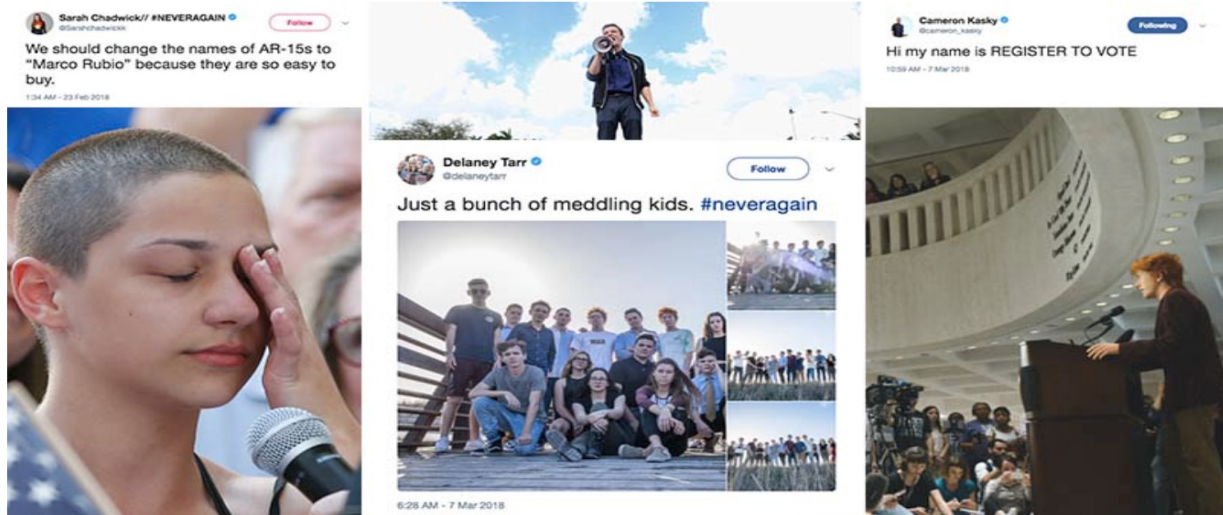 Sarah Chadwick// #NEVERAGAIN
@Sarahchadwickk
Follow
We should change the names of AR-15s to
“Marco Rubio” because they are so easy to
buy.
1:34 AM - 23 Feb 2018
Delaney Tarr
@delaneytarr
Follow
Just a bunch of meddling kids. #neveragain
6:28 AM - 7 Mar 2018
Cameron Kasky
@cameron_kasky
Following
Hi my name is REGISTER TO VOTE
10:59 AM - 7 Mar 2018